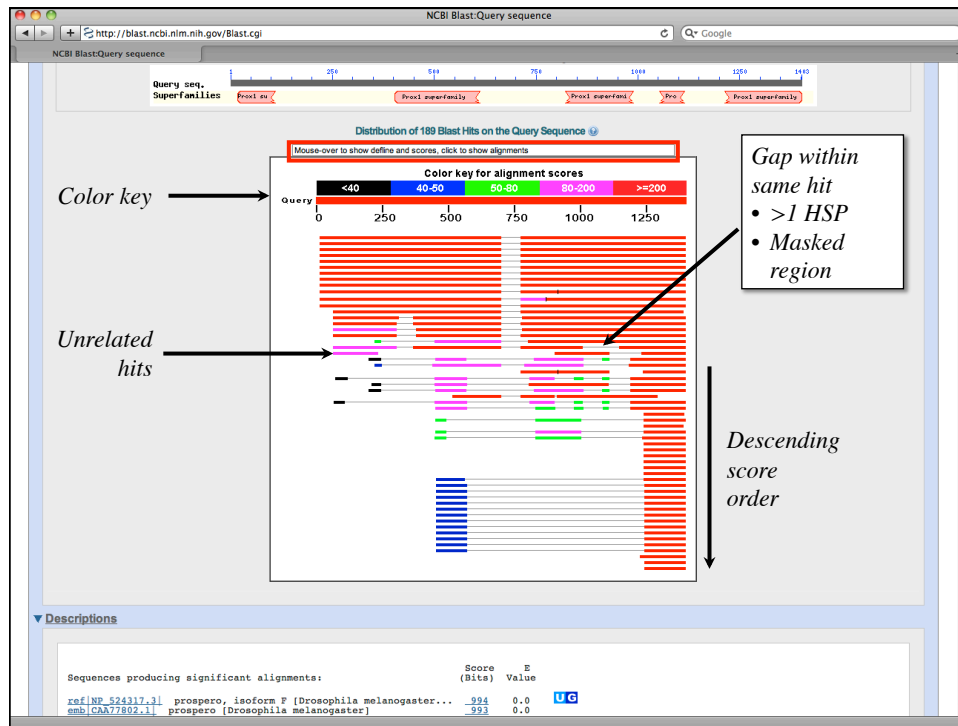 NCBI Blast:Query sequence
http://blast.ncbi.nlm.nih.gov/Blast.cgi
Google
NCBI Blast:Query sequence
1 250 500 750 1000 1250 1403
Query seq.
Superfamilies Prox1 su Prox1 superfamily Prox1 superfami Pro Prox1 superfamily
Distribution of 189 Blast Hits on the Query Sequence
Mouse-over to show defline and scores, click to show alignments
Color key for alignment scores
<40 40-50 50-80 80-200 >=200
Query
0 250 500 750 1000 1250
Color key
Gap within
same hit
• >1 HSP
• Masked
region
Unrelated
hits
Descending
score
order
Descriptions
Score E
Sequences producing significant alignments: (Bits) Value
ref|NP_524317.3| prospero, isoform F [Drosophila melanogaster... 994 0.0 U G
emb|CAA77802.1| prospero [Drosophila melanogaster] 993 0.0